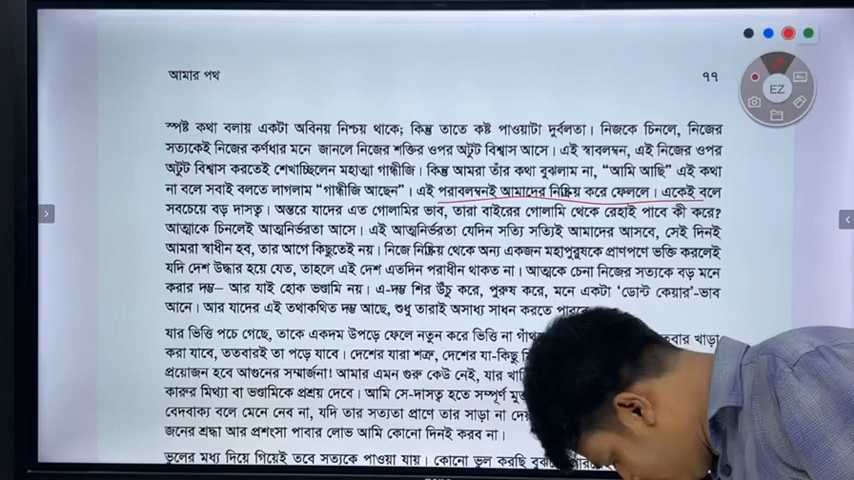 আমার পথ ৭৭
স্পষ্ট কথা বলায় একটা অবিনয় নিশ্চয় থাকে; কিন্তু তাতে কষ্ট পাওয়াটা দুর্বলতা। নিজকে চিনলে, নিজের
সত্যকেই নিজের কর্ণধার মনে জানলে নিজের শক্তির ওপর অটুট বিশ্বাস আসে। এই স্বাবলম্বন, এই নিজের ওপর
অটুট বিশ্বাস করতেই শেখাচ্ছিলেন মহাত্মা গান্ধীজি। কিন্তু আমরা তাঁর কথা বুঝলাম না, “আমি আছি” এই কথা
না বলে সবাই বলতে লাগলাম “গান্ধীজি আছেন”। এই পরাবলম্বনই আমাদের নিষ্ক্রিয় করে ফেললে। একেই বলে
সবচেয়ে বড় দাসত্ব। অন্তরে যাদের এত গোলামির ভাব, তারা বাইরের গোলামি থেকে রেহাই পাবে কী করে?
আত্মাকে চিনলেই আত্মনির্ভরতা আসে। এই আত্মনির্ভরতা যেদিন সত্যি সত্যিই আমাদের আসবে, সেই দিনই
আমরা স্বাধীন হব, তার আগে কিছুতেই নয়। নিজে নিষ্ক্রিয় থেকে অন্য একজন মহাপুরুষকে প্রাণপণে ভক্তি করলেই
যদি দেশ উদ্ধার হয়ে যেত, তাহলে এই দেশ এতদিন পরাধীন থাকত না। আত্মকে চেনা নিজের সত্যকে বড় মনে
করার দম্ভ– আর যাই হোক ভণ্ডামি নয়। এ-দম্ভ শির উঁচু করে, পুরুষ করে, মনে একটা ‘ডোন্ট কেয়ার’-ভাব
আনে। আর যাদের এই তথাকথিত দম্ভ আছে, শুধু তারাই অসাধ্য সাধন করতে
যার ভিত্তি পচে গেছে, তাকে একদম উপড়ে ফেলে নতুন করে ভিত্তি না খাড়া
করা যাবে, ততবারই তা পড়ে যাবে। দেশের যারা শত্রু, দেশের যা-কিছু
প্রয়োজন হবে আগুনের সম্মার্জনা! আমার এমন গুরু কেউ নেই, যার
কারুর মিথ্যা বা ভণ্ডামিকে প্রশ্রয় দেবে। আমি সে-দাসত্ব হতে সম্পূর্ণ
বেদবাক্য বলে মেনে নেব না, যদি তার সত্যতা প্রাণে তার সাড়া না
জনের শ্রদ্ধা আর প্রশংসা পাবার লোভ আমি কোনো দিনই করব না।
ভুলের মধ্য দিয়ে গিয়েই তবে সত্যকে পাওয়া যায়। কোনো ভুল করছি
EZ